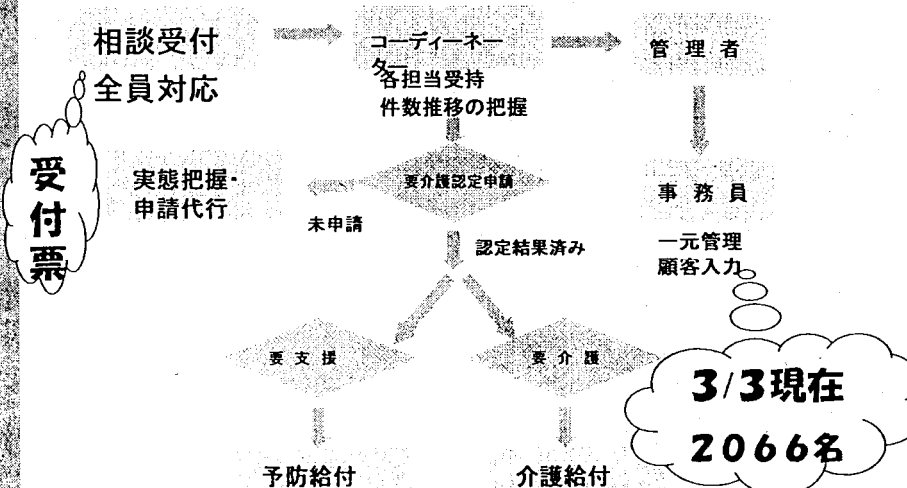 相談受付
全員対応
コーディーネー
ター
各担当受持
件数推移の把握
管理者
受付票
実態把握・
申請代行
要介護認定申請
未申請
事務員
一元管理
顧客入力
認定結果済み
要支援
要介護
3/3現在
2066名
予防給付
介護給付